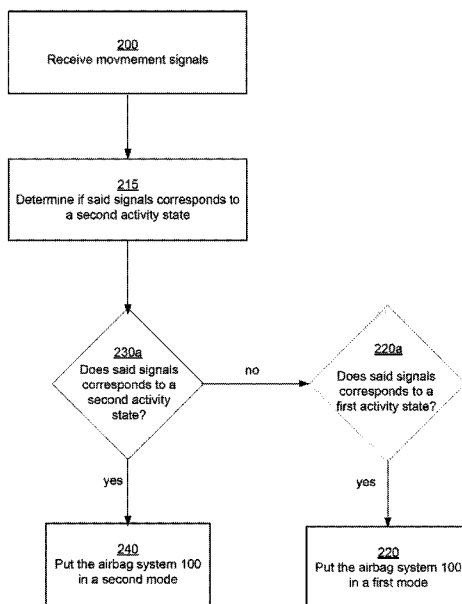 200
Receive movmement signals
215
Determine if said signals corresponds to
a second activity state
230a
Does said signals
corresponds to a
second activity
state?
no
220a
Does said signals
corresponds to a
first activity state?
yes
yes
240
Put the airbag system 100
in a second mode
220
Put the airbag system 100
in a first mode